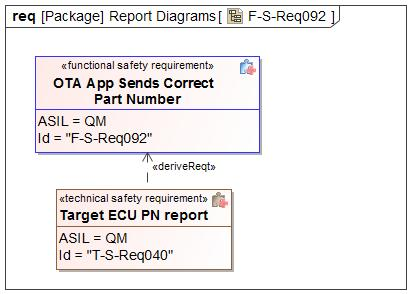 req [Package] Report Diagrams[ F-S-Req092 ]
«functional safety requirement»
OTA App Sends Correct
Part Number
ASIL = QM
Id = "F-S-Req092"
«deriveReqt»
«technical safety requirement»
Target ECU PN report
ASIL = QM
Id = "T-S-Req040"